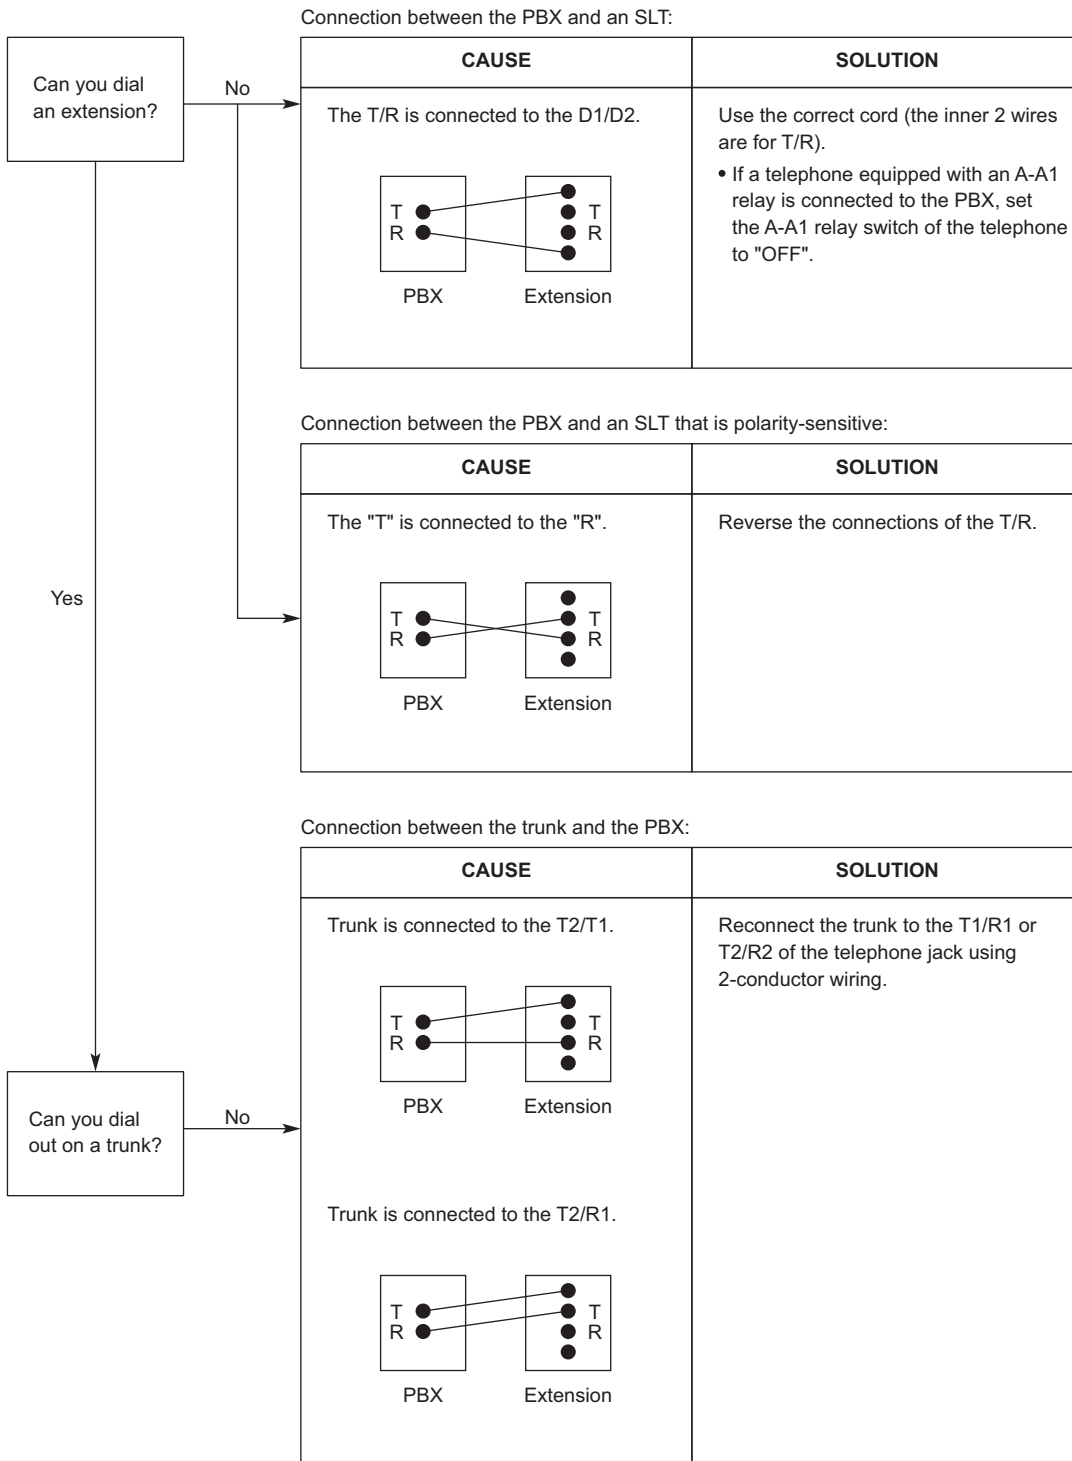 Connection between the PBX and an SLT:
Can you dial
an extension?
No
CAUSE
SOLUTION
The T/R is connected to the D1/D2.
T
R
T
R
PBX
Extension
Use the correct cord (the inner 2 wires
are for T/R).
• If a telephone equipped with an A-A1
relay is connected to the PBX, set
the A-A1 relay switch of the telephone
to "OFF".
Connection between the PBX and an SLT that is polarity-sensitive:
CAUSE
SOLUTION
The "T" is connected to the "R".
T
R
T
R
PBX
Extension
Reverse the connections of the T/R.
Yes
Connection between the trunk and the PBX:
Can you dial
out on a trunk?
No
CAUSE
SOLUTION
Trunk is connected to the T2/T1.
T
R
T
R
PBX
Extension
Trunk is connected to the T2/R1.
T
R
T
R
PBX
Extension
Reconnect the trunk to the T1/R1 or
T2/R2 of the telephone jack using
2-conductor wiring.